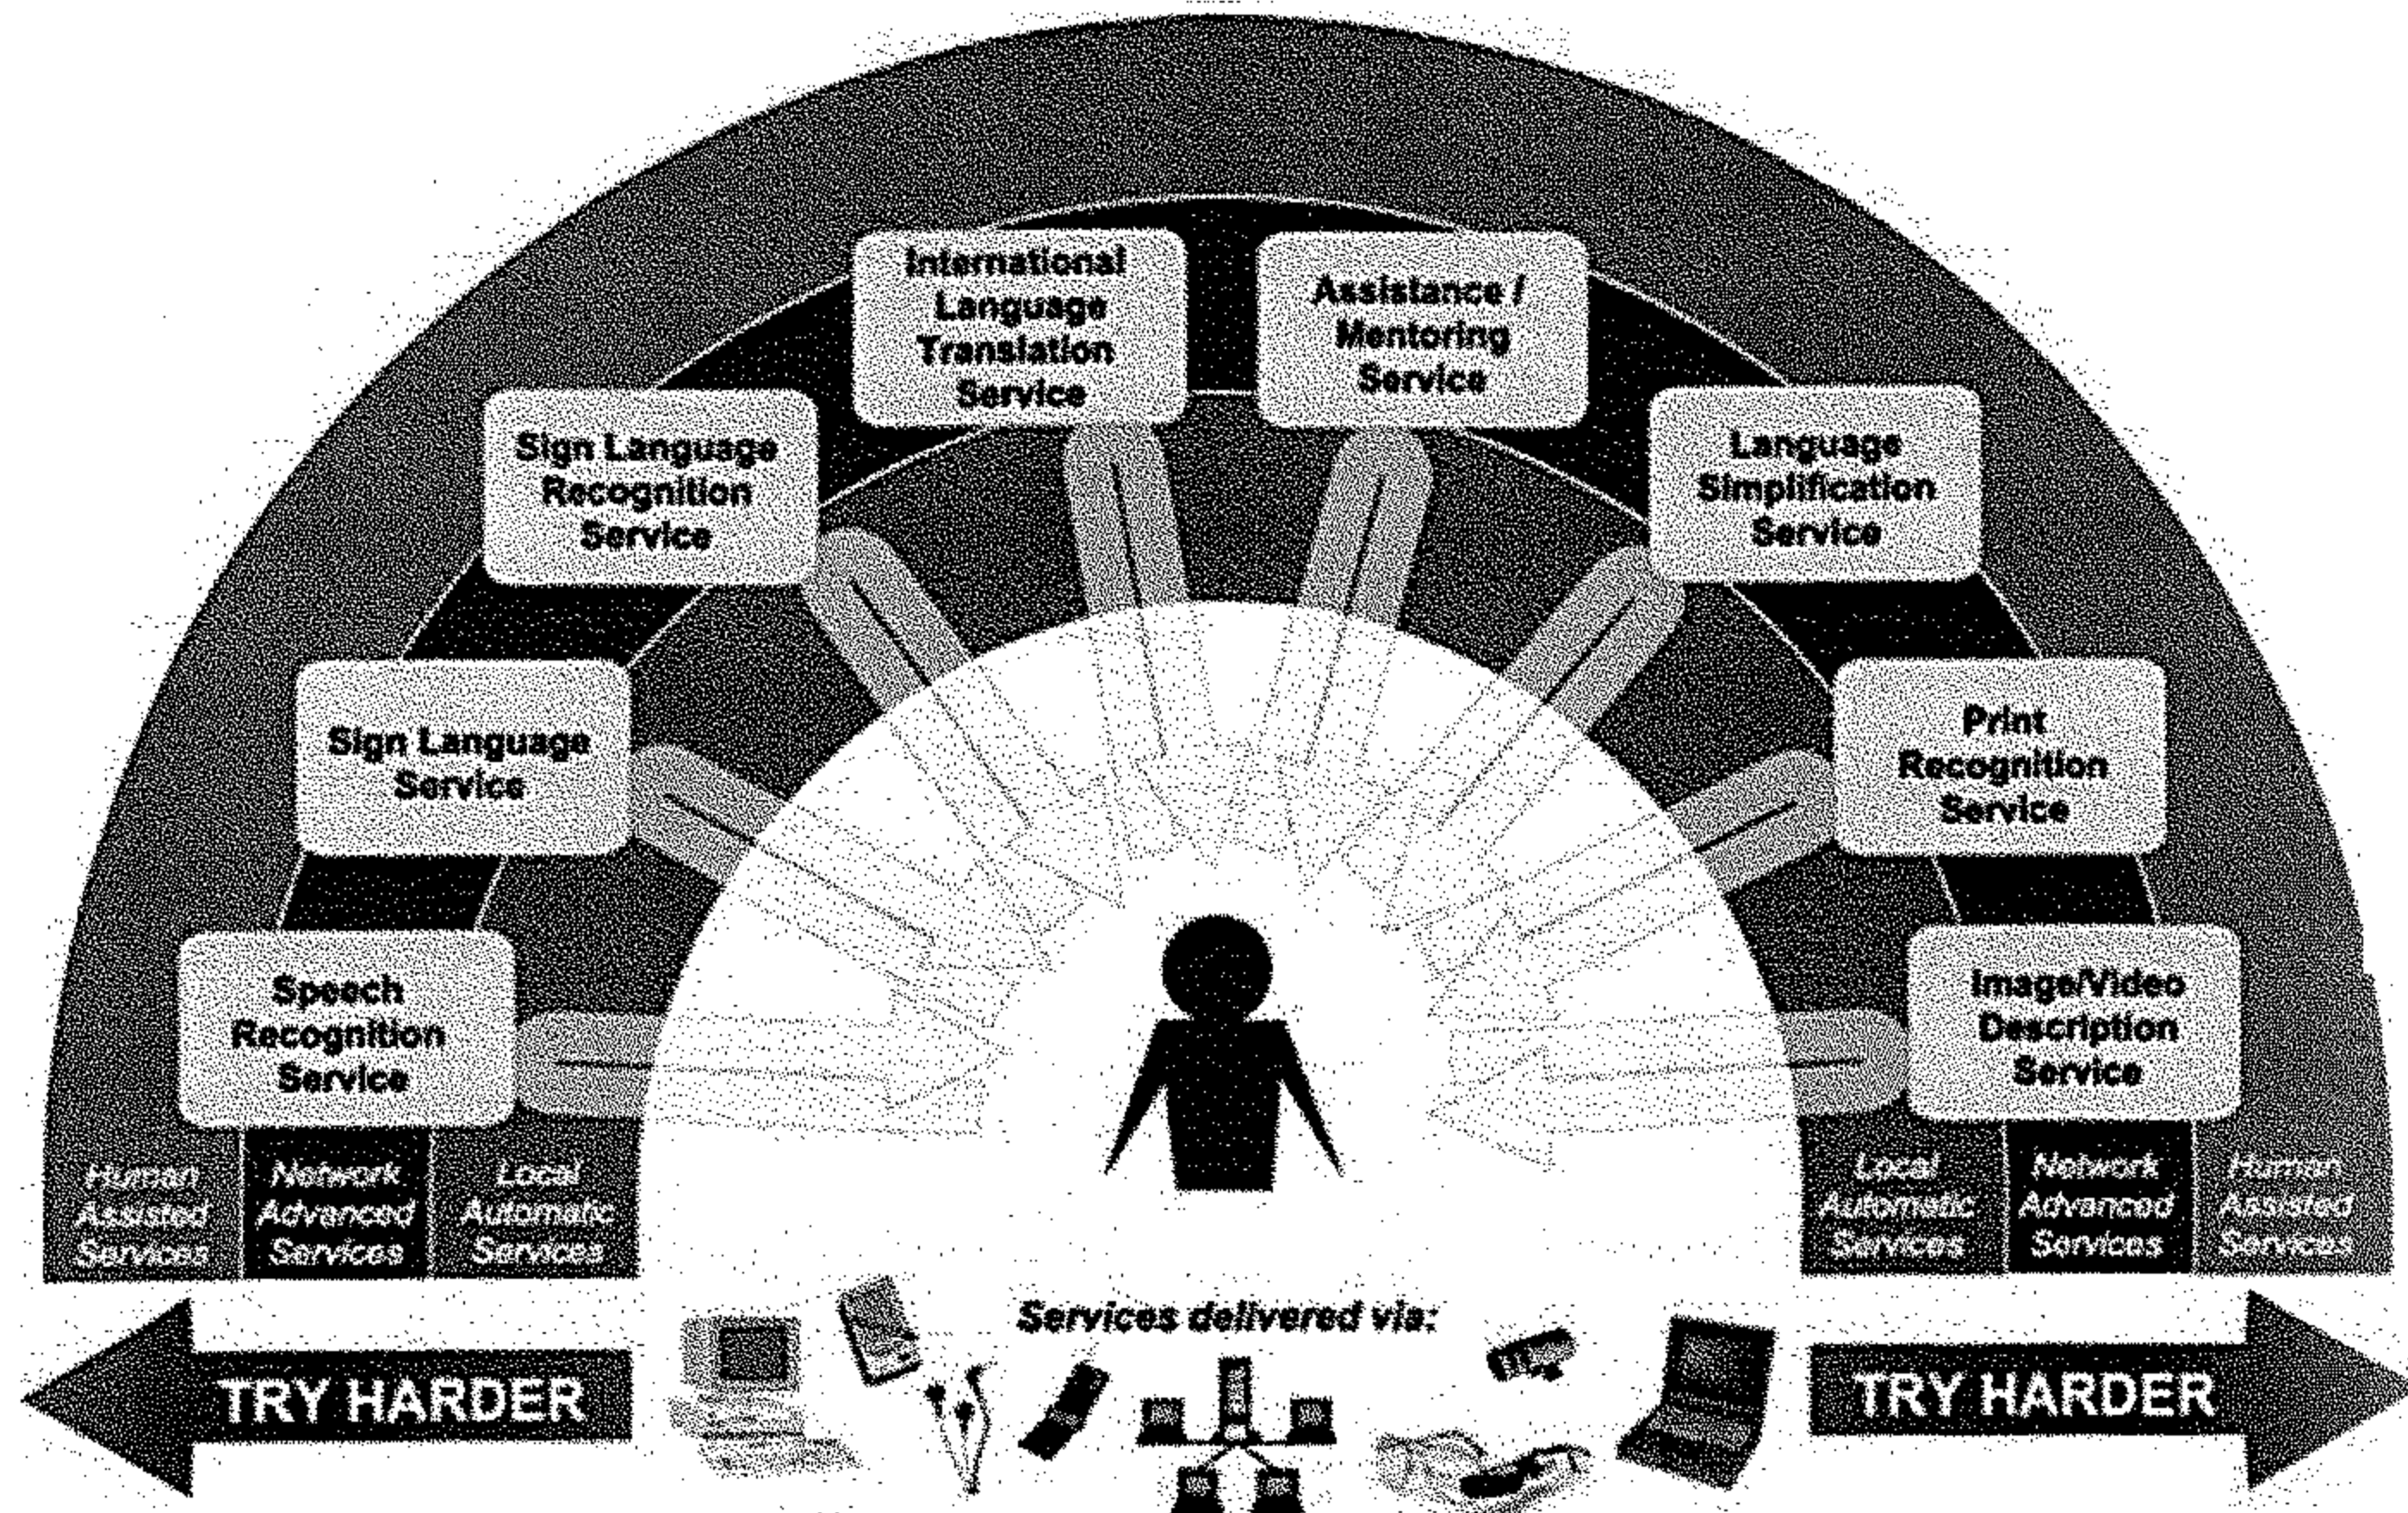 International
Language
Translation
Service
Assistance /
Mentoring
Service
Sign Language
Recognition
Service
Language
Simplification
Service
Sign Language
Service
Print
Recognition
Service
Speech
Recognition
Service
Image/Video
Description
Service
Human
Assisted
Services
Network
Advanced
Services
Local
Automatic
Services
Local
Automatic
Services
Network
Advanced
Services
Human
Assisted
Services
TRY HARDER
Services delivered via:
TRY HARDER